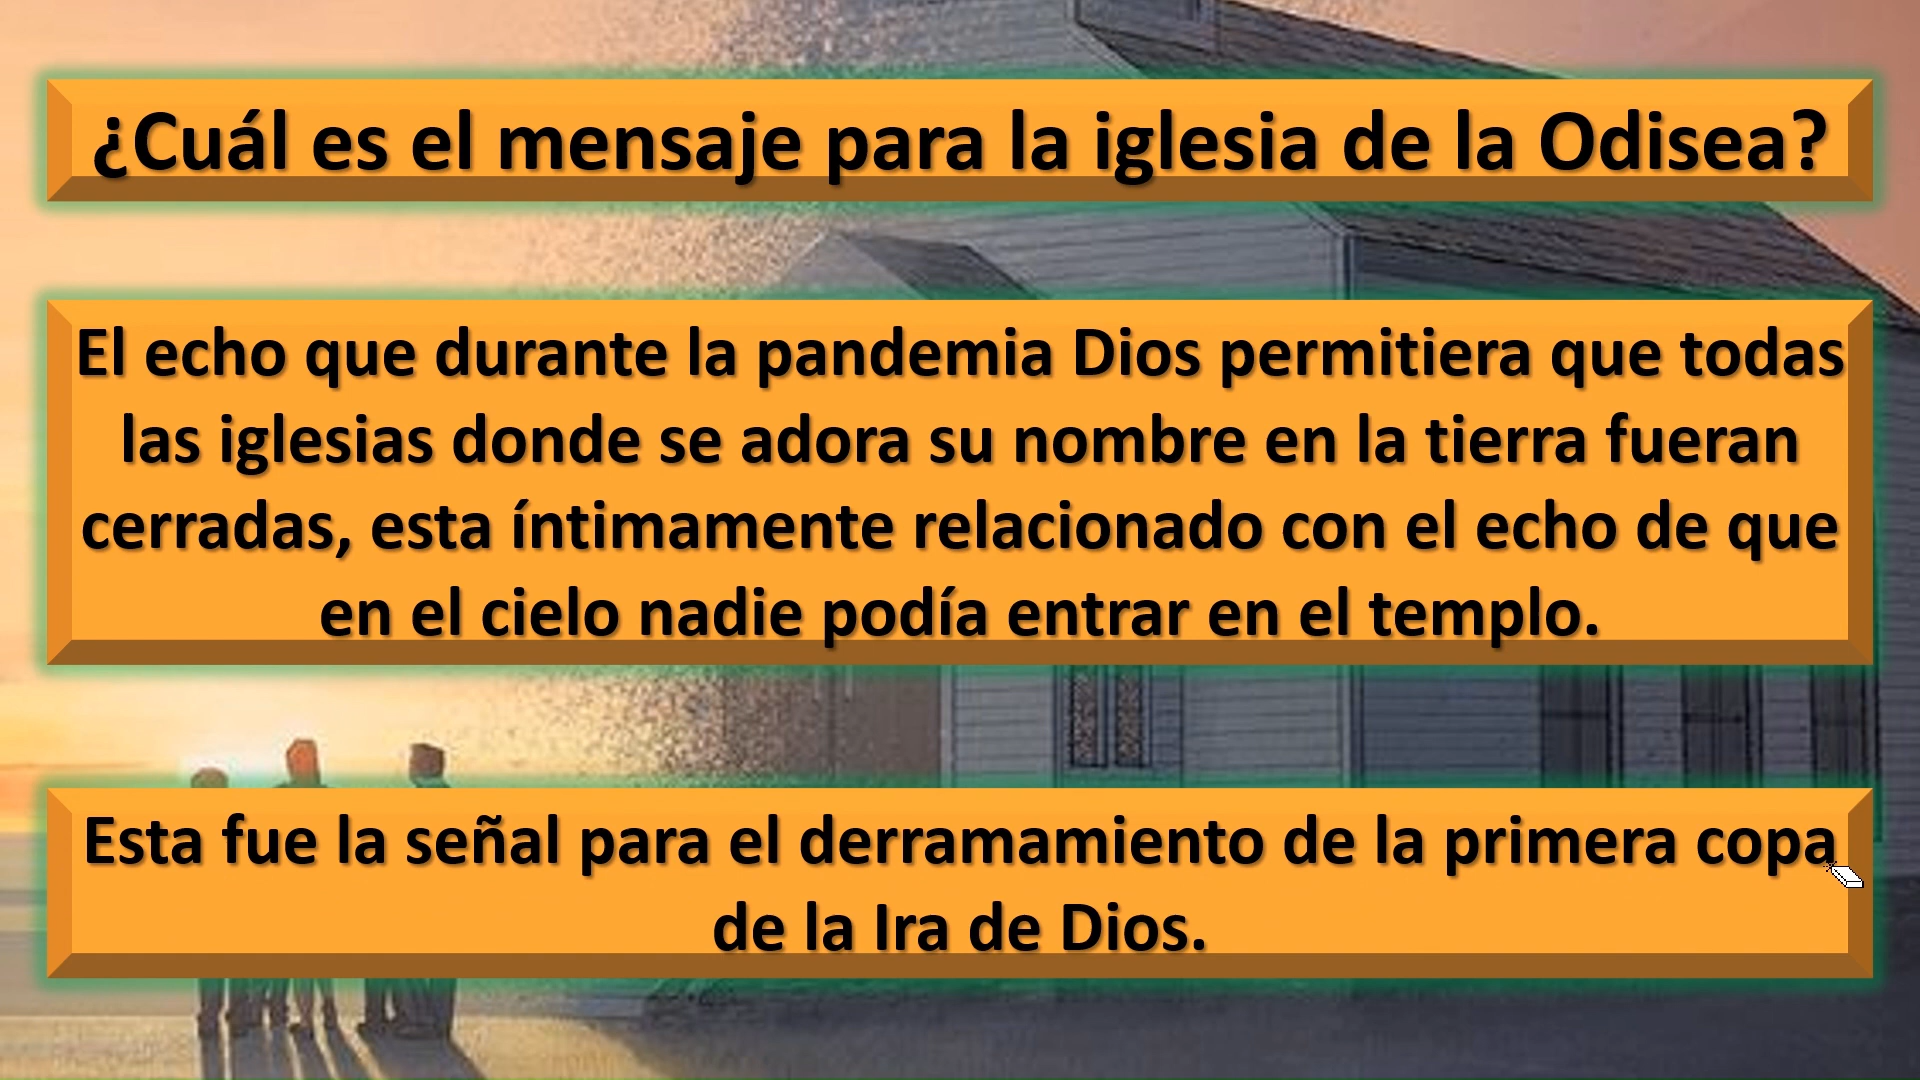 ¿Cuál es el mensaje para la iglesia de la Odisea?
El echo que durante la pandemia Dios permitiera que todas
las iglesias donde se adora su nombre en la tierra fueran
cerradas, esta íntimamente relacionado con el echo de que
en el cielo nadie podía entrar en el templo.
Esta fue la señal para el derramamiento de la primera copa
de la Ira de Dios.